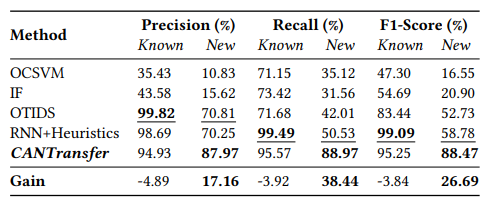 Method Precision (%) Recall (%) F1-Score (%)
Known New Known New Known New
OCSVM 35.43 10.83 71.15 35.12 47.30 16.55
IF 43.58 15.62 73.42 31.56 54.69 20.90
OTIDS 99.82 70.81 71.68 42.01 83.44 52.73
RNN+Heuristics 98.69 70.25 99.49 50.53 99.09 58.78
CANTransfer 94.93 87.97 95.57 88.97 95.25 88.47
Gain -4.89 17.16 -3.92 38.44 -3.84 26.69